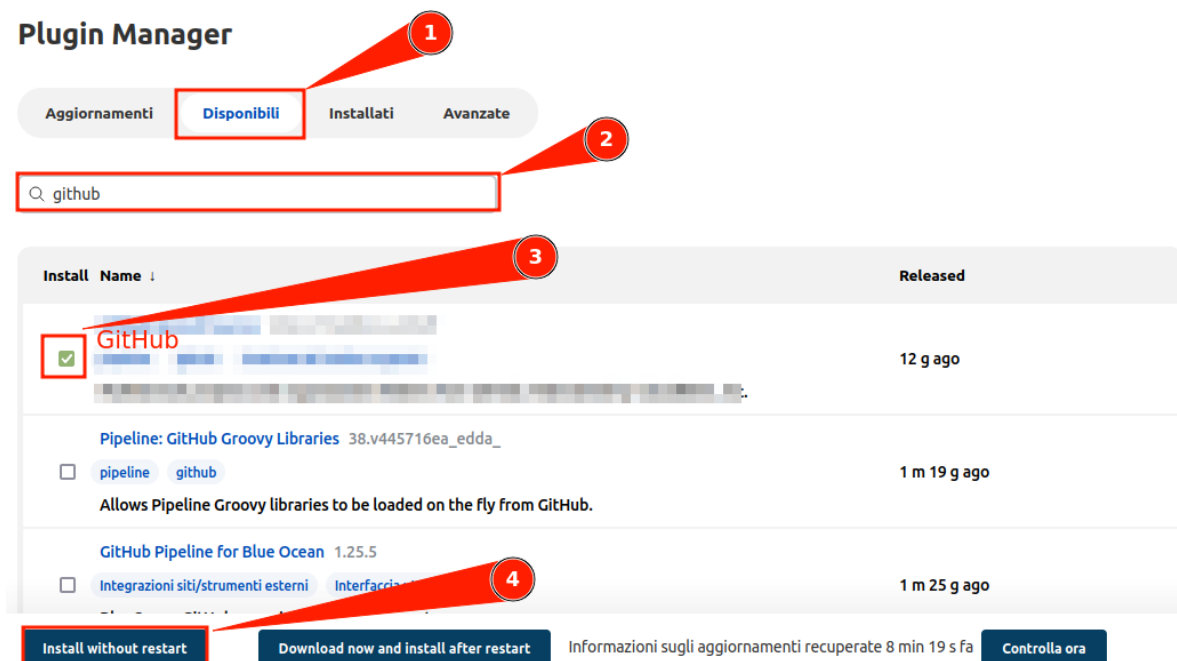 Plugin Manager
1
Aggiornamenti Disponibili Installati Avanzate
2
github
3
Install Name ↓ Released
GitHub
12 g ago
Pipeline: GitHub Groovy Libraries 38.v445716ea_edda_
pipeline github
1 m 19 g ago
Allows Pipeline Groovy libraries to be loaded on the fly from GitHub.
GitHub Pipeline for Blue Ocean 1.25.5
4
Integrazioni siti/strumenti esterni Interfaccia
1 m 25 g ago
Install without restart Download now and install after restart Informazioni sugli aggiornamenti recuperate 8 min 19 s fa Controlla ora